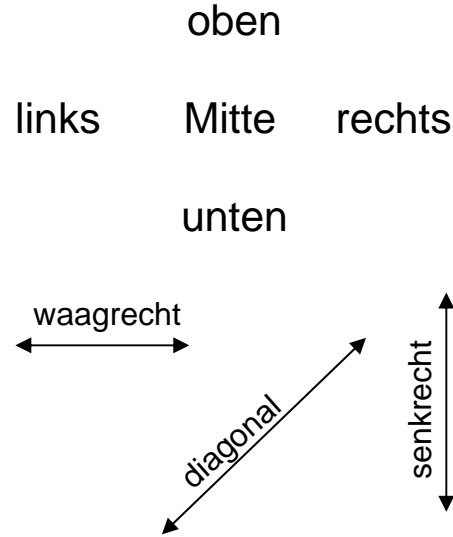 oben
links Mitte rechts
unten
waagrecht
diagonal
senkrecht